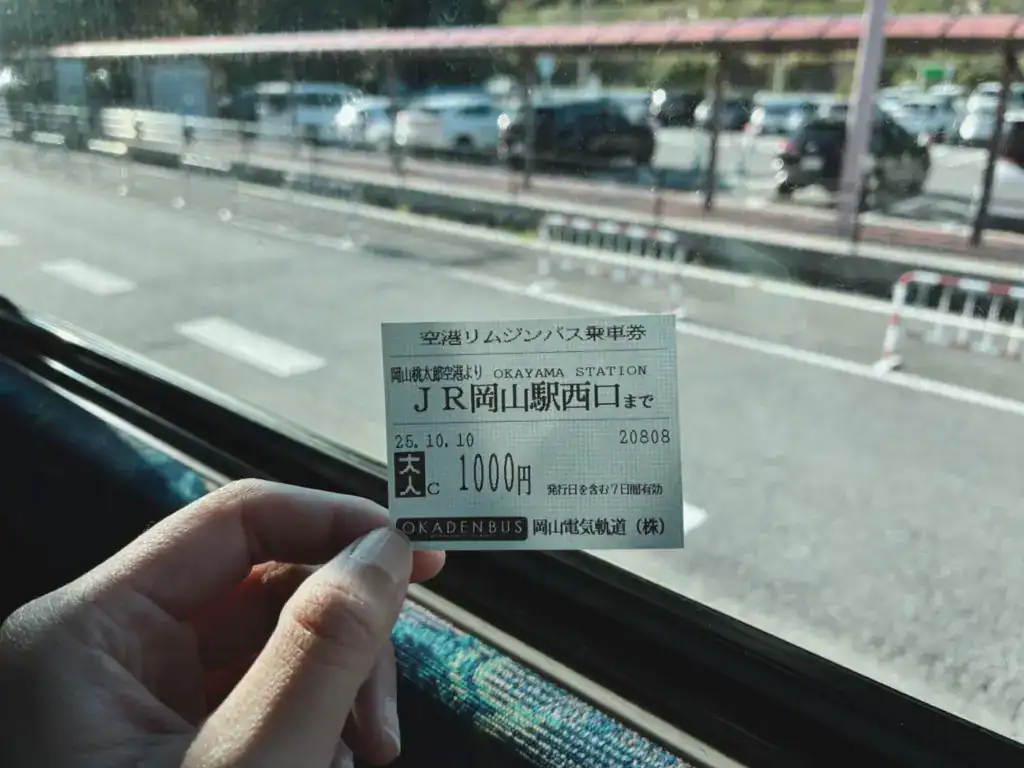 空港リムジンバス乗車券
岡山桃太郎空港より OKAYAMA STATION
JR岡山駅西口まで
25.10.10 20808
大人 C 1000円 発行日を含む7日間有効
OKADENBUS 岡山電気軌道（株）